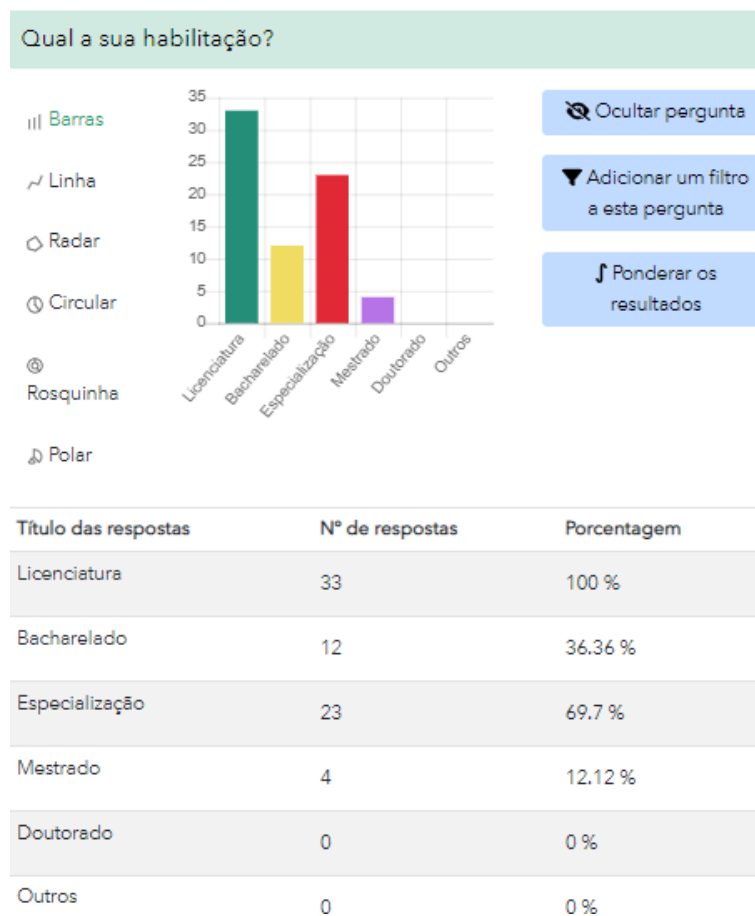 Qual a sua habilitação?
Barras
Linha
Radar
Circular
Rosquinha
Polar
35
30
25
20
15
10
5
0
Licenciatura
Bacharelado
Especialização
Mestrado
Doutorado
Outros
Ocultar pergunta
Adicionar um filtro
a esta pergunta
Ponderar os
resultados
Título das respostas Nº de respostas Porcentagem
Licenciatura 33 100 %
Bacharelado 12 36.36 %
Especialização 23 69.7 %
Mestrado 4 12.12 %
Doutorado 0 0 %
Outros 0 0 %